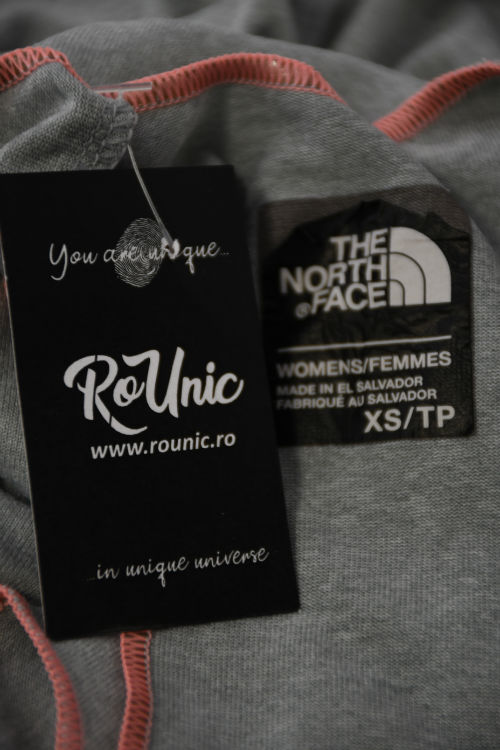 You are unique...
RoUnic
www.rounic.ro
...in unique universe
THE
NORTH
FACE
WOMENS/FEMMES
MADE IN EL SALVADOR
FABRIQUÉ AU SALVADOR
XS/TP